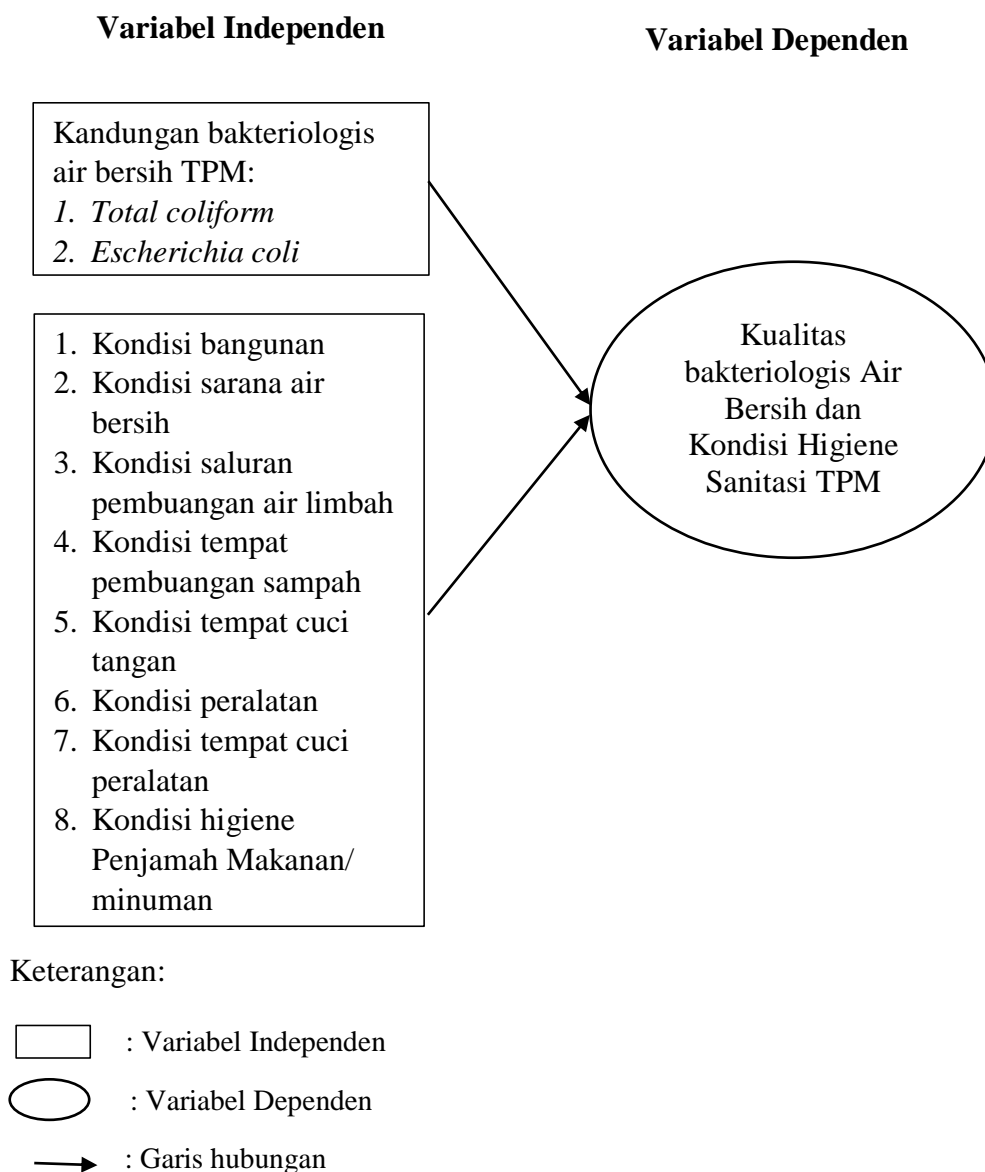 Variabel Independen
Variabel Dependen
Kandungan bakteriologis
air bersih TPM:
1. Total coliform
2. Escherichia coli
1. Kondisi bangunan
2. Kondisi sarana air
bersih
3. Kondisi saluran
pembuangan air limbah
4. Kondisi tempat
pembuangan sampah
5. Kondisi tempat cuci
tangan
6. Kondisi peralatan
7. Kondisi tempat cuci
peralatan
8. Kondisi higiene
Penjamah Makanan/
minuman
Kualitas
bakteriologis Air
Bersih dan
Kondisi Higiene
Sanitasi TPM
Keterangan:
: Variabel Independen
: Variabel Dependen
: Garis hubungan